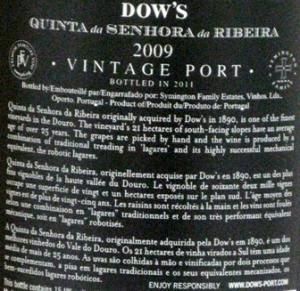 DOW'S
QUINTA da SENHORA da RIBEIRA
2009
• VINTAGE PORT •
BOTTLED IN 2011
Bottled by/Embonteillé par/Engarrafado por: Symington Family Estates, Vinhos, Lda.,
Oporto. Portugal - Product of/Produit du/Produto de: Portugal
Quinta da Senhora da Ribeira originally acquired by Dow's in 1890, is one of the finest
vineyards in the Douro. The vineyard's 21 hectares of south-facing slopes have an average
age of over 25 years. The grapes are picked by hand and the wine is produced by a
combination of traditional treading in "lagares" and its highly successful mechanical
equivalent, the robotic lagares.
Quinta da Senhora da Ribeira, originellement acquise par Dow's en 1890, est un des plus
fins vignobles de la haute vallée du Douro. Le vignoble de soixante deux mille vignes
occupe une superficie de vingt et un hectares exposés sur le plan sud. L'age moyen des
vignes est de plus de vingt-cinq ans. Les raisins sont récoltés à la main et les vins sont foulés
selon une combinaison en "lagares" traditionnels et de son très performant équivalent
mécanique, soit en "lagares" robotisés.
A Quinta da Senhora da Ribeira, originalmente adquirida pela Dow's em 1890, é um dos
melhores vinhedos do Vale do Douro. Os 21 hectares de vinha virados a Sul têm uma idade
média de mais de 25 anos. As uvas são colhidas à mão e vinificadas por dois processos que
se complementam, a pisa em lagares tradicionais e os seus equivalentes mecanizados, os
bem-sucedidos lagares robóticos.
ENJOY RESPONSIBLY WWW.DOWS-PORT.COM